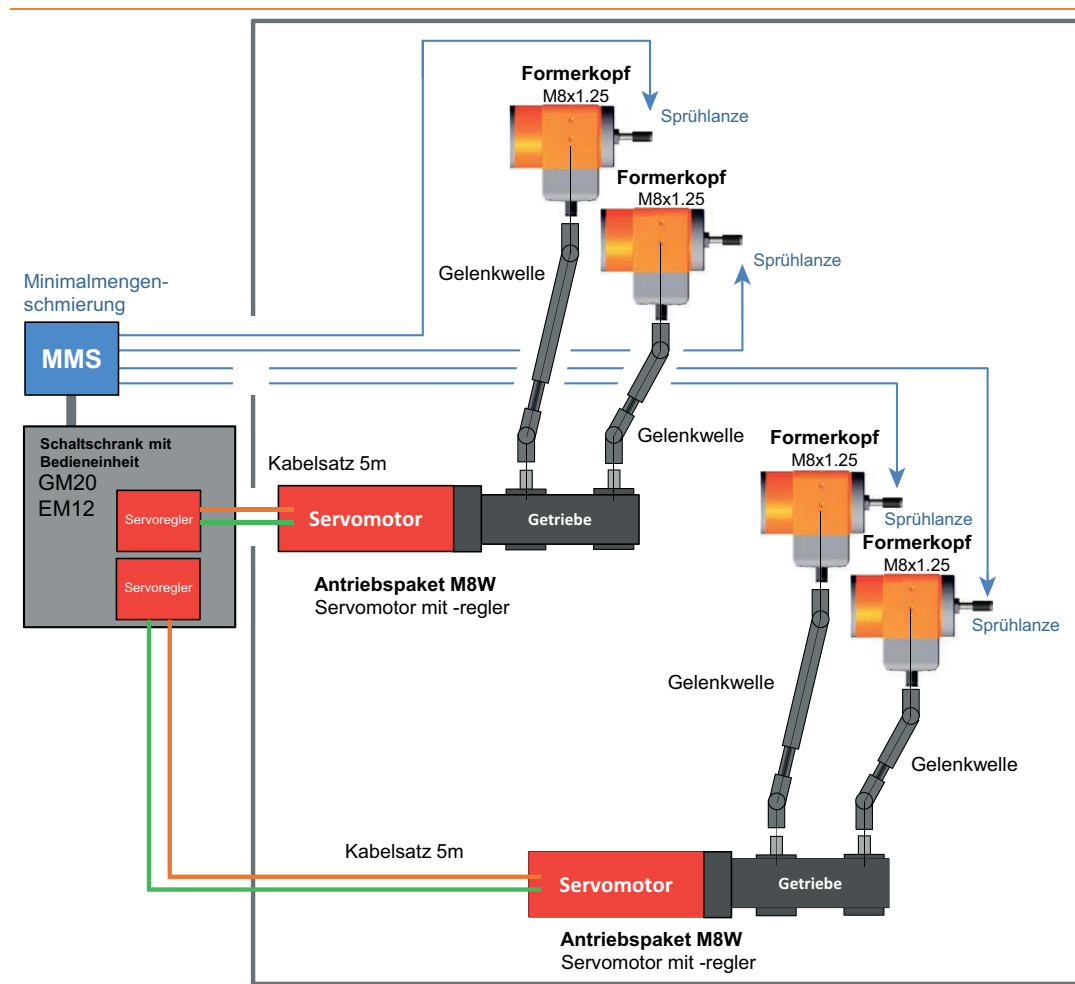 Formerkopf
M8x1.25
Sprühlanze
Formerkopf
M8x1.25
Sprühlanze
Gelenkwelle
Minimalmengen-
schmierung
MMS
Gelenkwelle
Schaltschrank mit
Bedieneinheit
GM20
EM12
Servoregler
Servoregler
Kabelsatz 5m
Servomotor
Getriebe
Antriebspaket M8W
Servomotor mit -regler
Formerkopf
M8x1.25
Sprühlanze
Formerkopf
M8x1.25
Sprühlanze
Gelenkwelle
Gelenkwelle
Kabelsatz 5m
Servomotor
Getriebe
Antriebspaket M8W
Servomotor mit -regler